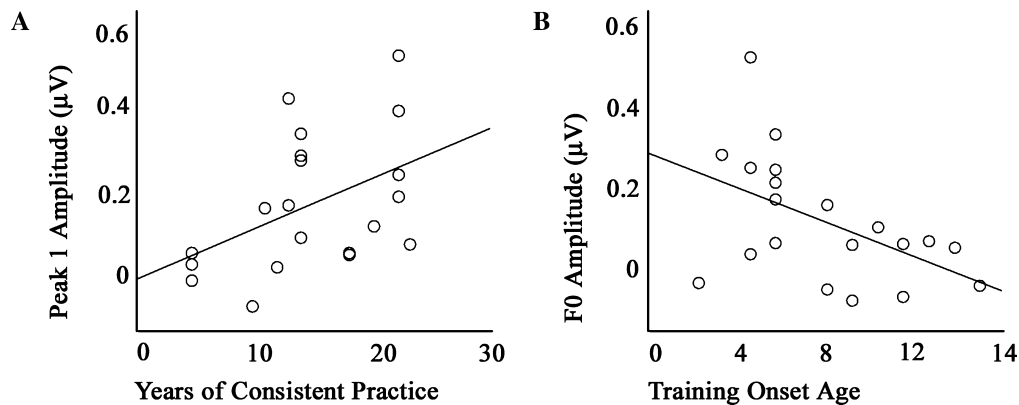 A
Peak 1 Amplitude (µV)
0.6
0.4
0.2
0
0 10 20 30
Years of Consistent Practice
B
F0 Amplitude (µV)
0.6
0.4
0.2
0
0 4 8 12 14
Training Onset Age